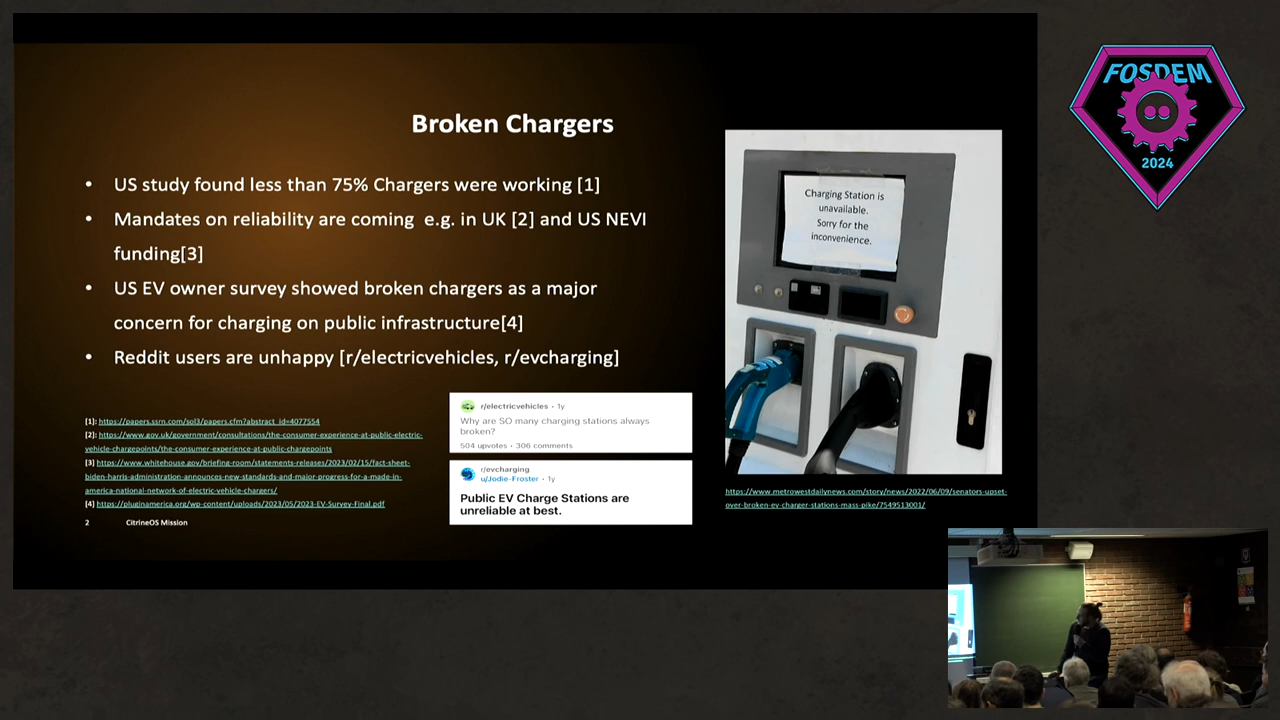 Broken Chargers
• US study found less than 75% Chargers were working [1]
• Mandates on reliability are coming e.g. in UK [2] and US NEVI
funding[3]
• US EV owner survey showed broken chargers as a major
concern for charging on public infrastructure[4]
• Reddit users are unhappy [r/electricvehicles, r/evcharging]
[1]: https://papers.ssrn.com/sol3/papers.cfm?abstract_id=4077554
[2]: https://www.gov.uk/government/consultations/the-consumer-experience-at-public-electric-
vehicle-chargepoints/the-consumer-experience-at-public-chargepoints
[3] https://www.whitehouse.gov/briefing-room/statements-releases/2023/02/15/fact-sheet-
biden-harris-administration-announces-new-standards-and-major-progress-for-a-made-in-
america-national-network-of-electric-vehicle-chargers/
[4] https://pluginamerica.org/wp-content/uploads/2023/05/2023-EV-Survey-Final.pdf
2 CitrineOS Mission
r/electricvehicles • 1y
Why are SO many charging stations always
broken?
504 upvotes • 306 comments
r/evcharging
u/Jodie-Froster • 1y
Public EV Charge Stations are
unreliable at best.
Charging Station is
unavailable.
Sorry for the
inconvenience.
https://www.metrowestdailynews.com/story/news/2022/06/09/senators-upset-
over-broken-ev-charger-stations-mass-pike/7549513001/
FOSDEM
2024